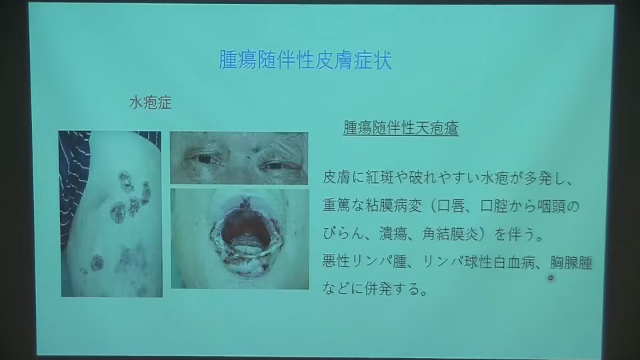 腫瘍随伴性皮膚症状
水疱症
腫瘍随伴性天疱瘡
皮膚に紅斑や破れやすい水疱が多発し、
重篤な粘膜病変（口唇、口腔から咽頭の
びらん、潰瘍、角結膜炎）を伴う。
悪性リンパ腫、リンパ球性白血病、胸腺腫
などに併発する。